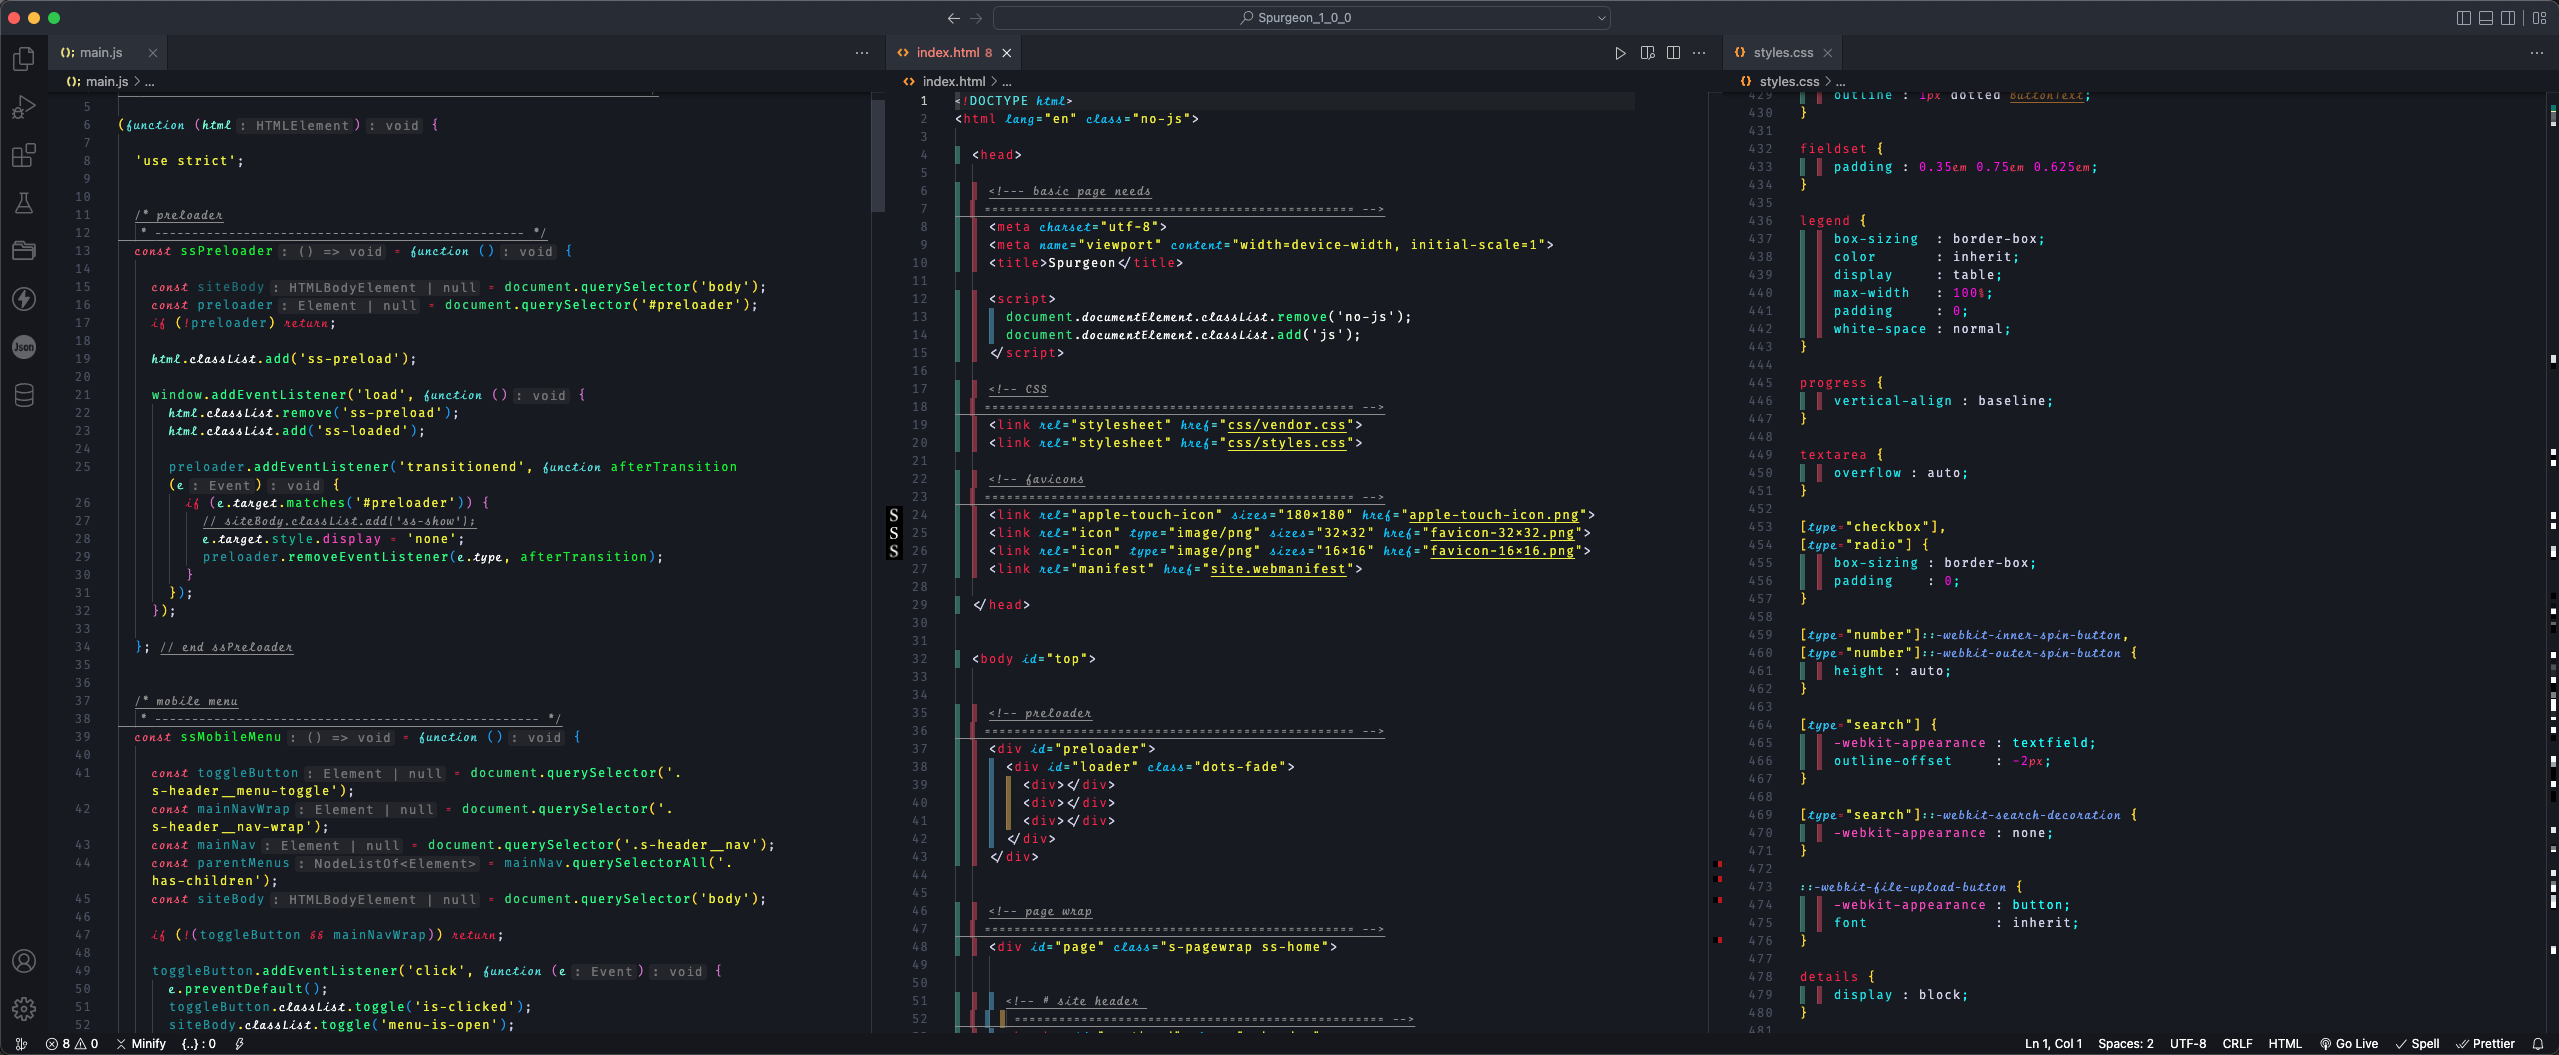 Spurgeon_1_0_0
main.js
main.js > ...
5
6 (function (html : HTMLElement) : void {
7
8 'use strict';
9
10
11 /* preloader
12 * -------------------------------------------------- */
13 const ssPreloader : () => void = function () : void {
14
15 const siteBody : HTMLBodyElement | null = document.querySelector('body');
16 const preloader : Element | null = document.querySelector('#preloader');
17 if (!preloader) return;
18
19 html.classList.add('ss-preload');
20
21 window.addEventListener('load', function () : void {
22 html.classList.remove('ss-preload');
23 html.classList.add('ss-loaded');
24
25 preloader.addEventListener('transitionend', function afterTransition
(e : Event) : void {
26 if (e.target.matches('#preloader')) {
27 // siteBody.classList.add('ss-show');
28 e.target.style.display = 'none';
29 preloader.removeEventListener(e.type, afterTransition);
30 }
31 });
32 });
33
34 }; // end ssPreloader
35
36
37 /* mobile menu
38 * ---------------------------------------------------- */
39 const ssMobileMenu : () => void = function () : void {
40
41 const toggleButton : Element | null = document.querySelector('.
s-header__menu-toggle');
42 const mainNavWrap : Element | null = document.querySelector('.
s-header__nav-wrap');
43 const mainNav : Element | null = document.querySelector('.s-header__nav');
44 const parentMenus : NodeListOf<Element> = mainNav.querySelectorAll('.
has-children');
45 const siteBody : HTMLBodyElement | null = document.querySelector('body');
46
47 if (!(toggleButton && mainNavWrap)) return;
48
49 toggleButton.addEventListener('click', function (e : Event) : void {
50 e.preventDefault();
51 toggleButton.classList.toggle('is-clicked');
52 siteBody.classList.toggle('menu-is-open');
index.html 8
index.html > ...
1 <!DOCTYPE html>
2 <html lang="en" class="no-js">
3
4 <head>
5
6 <!--- basic page needs
7 ================================================== -->
8 <meta charset="utf-8">
9 <meta name="viewport" content="width=device-width, initial-scale=1">
10 <title>Spurgeon</title>
11
12 <script>
13 document.documentElement.classList.remove('no-js');
14 document.documentElement.classList.add('js');
15 </script>
16
17 <!-- CSS
18 ================================================== -->
19 <link rel="stylesheet" href="css/vendor.css">
20 <link rel="stylesheet" href="css/styles.css">
21
22 <!-- favicons
23 ================================================== -->
S 24 <link rel="apple-touch-icon" sizes="180×180" href="apple-touch-icon.png">
S 25 <link rel="icon" type="image/png" sizes="32×32" href="favicon-32×32.png">
S 26 <link rel="icon" type="image/png" sizes="16×16" href="favicon-16×16.png">
27 <link rel="manifest" href="site.webmanifest">
28
29 </head>
30
31
32 <body id="top">
33
34
35 <!-- preloader
36 ================================================== -->
37 <div id="preloader">
38 <div id="loader" class="dots-fade">
39 <div></div>
40 <div></div>
41 <div></div>
42 </div>
43 </div>
44
45
46 <!-- page wrap
47 ================================================== -->
48 <div id="page" class="s-pagewrap ss-home">
49
50
51 <!-- # site header
52 ================================================== -->
styles.css
styles.css > ...
429 outline : 1px dotted ButtonText;
430 }
431
432 fieldset {
433 padding : 0.35em 0.75em 0.625em;
434 }
435
436 legend {
437 box-sizing : border-box;
438 color : inherit;
439 display : table;
440 max-width : 100%;
441 padding : 0;
442 white-space : normal;
443 }
444
445 progress {
446 vertical-align : baseline;
447 }
448
449 textarea {
450 overflow : auto;
451 }
452
453 [type="checkbox"],
454 [type="radio"] {
455 box-sizing : border-box;
456 padding : 0;
457 }
458
459 [type="number"]::-webkit-inner-spin-button,
460 [type="number"]::-webkit-outer-spin-button {
461 height : auto;
462 }
463
464 [type="search"] {
465 -webkit-appearance : textfield;
466 outline-offset : -2px;
467 }
468
469 [type="search"]::-webkit-search-decoration {
470 -webkit-appearance : none;
471 }
472
473 ::-webkit-file-upload-button {
474 -webkit-appearance : button;
475 font : inherit;
476 }
477
478 details {
479 display : block;
480 }
481
Json
8 0 Minify {..} : 0
Ln 1, Col 1 Spaces: 2 UTF-8 CRLF HTML Go Live Spell Prettier